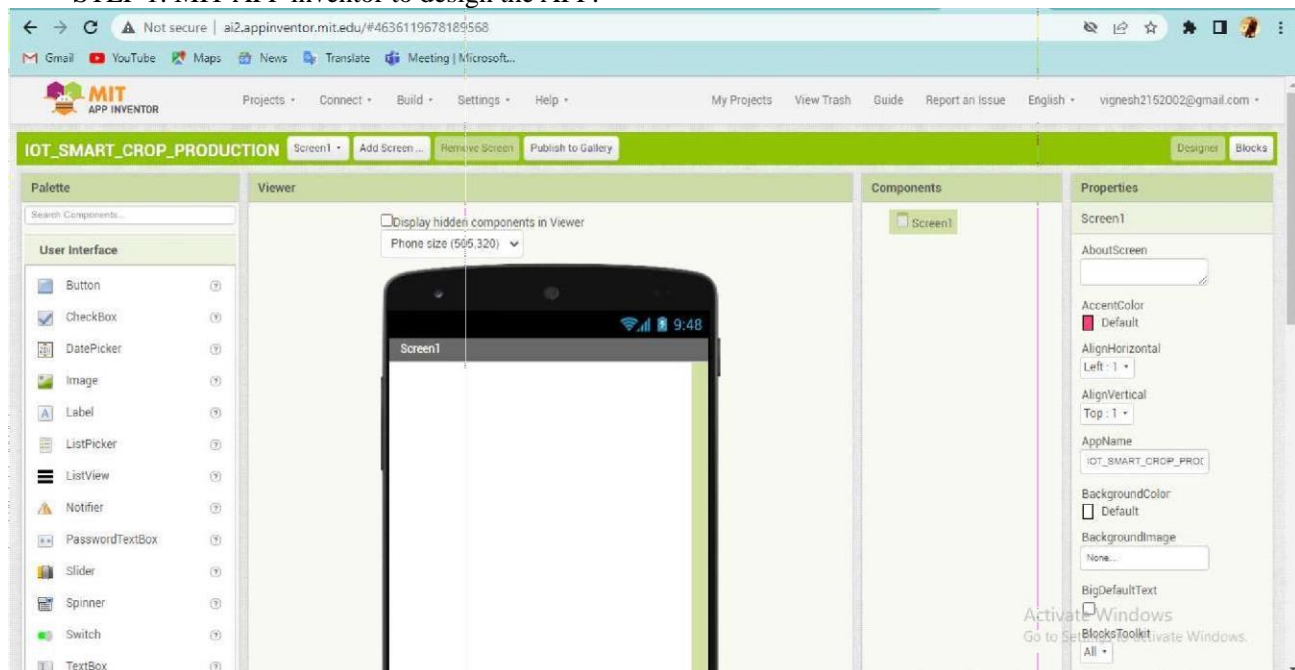 STEP 1: MIT APP inventor to design the APP.
Not secure | ai2.appinventor.mit.edu/#4636119678189568
Gmail YouTube Maps News Translate Meeting | Microsoft...
MIT
APP INVENTOR
Projects Connect Build Settings Help My Projects View Trash Guide Report an Issue English vignesh2152002@gmail.com
IOT_SMART_CROP_PRODUCTION Screen1 Add Screen ... Remove Screen Publish to Gallery Designer Blocks
Palette Viewer Components Properties
Search Components...
User Interface
Button
CheckBox
DatePicker
Image
Label
ListPicker
ListView
Notifier
PasswordTextBox
Slider
Spinner
Switch
TextBox
Display hidden components in Viewer
Phone size (505,320)
9:48
Screen1
Screen1
Screen1
AboutScreen
AccentColor
Default
AlignHorizontal
Left : 1
AlignVertical
Top : 1
AppName
IOT_SMART_CROP_PROD
BackgroundColor
Default
BackgroundImage
None...
BigDefaultText
BlocksToolkit
All
Activate Windows
Go to Settings to activate Windows.